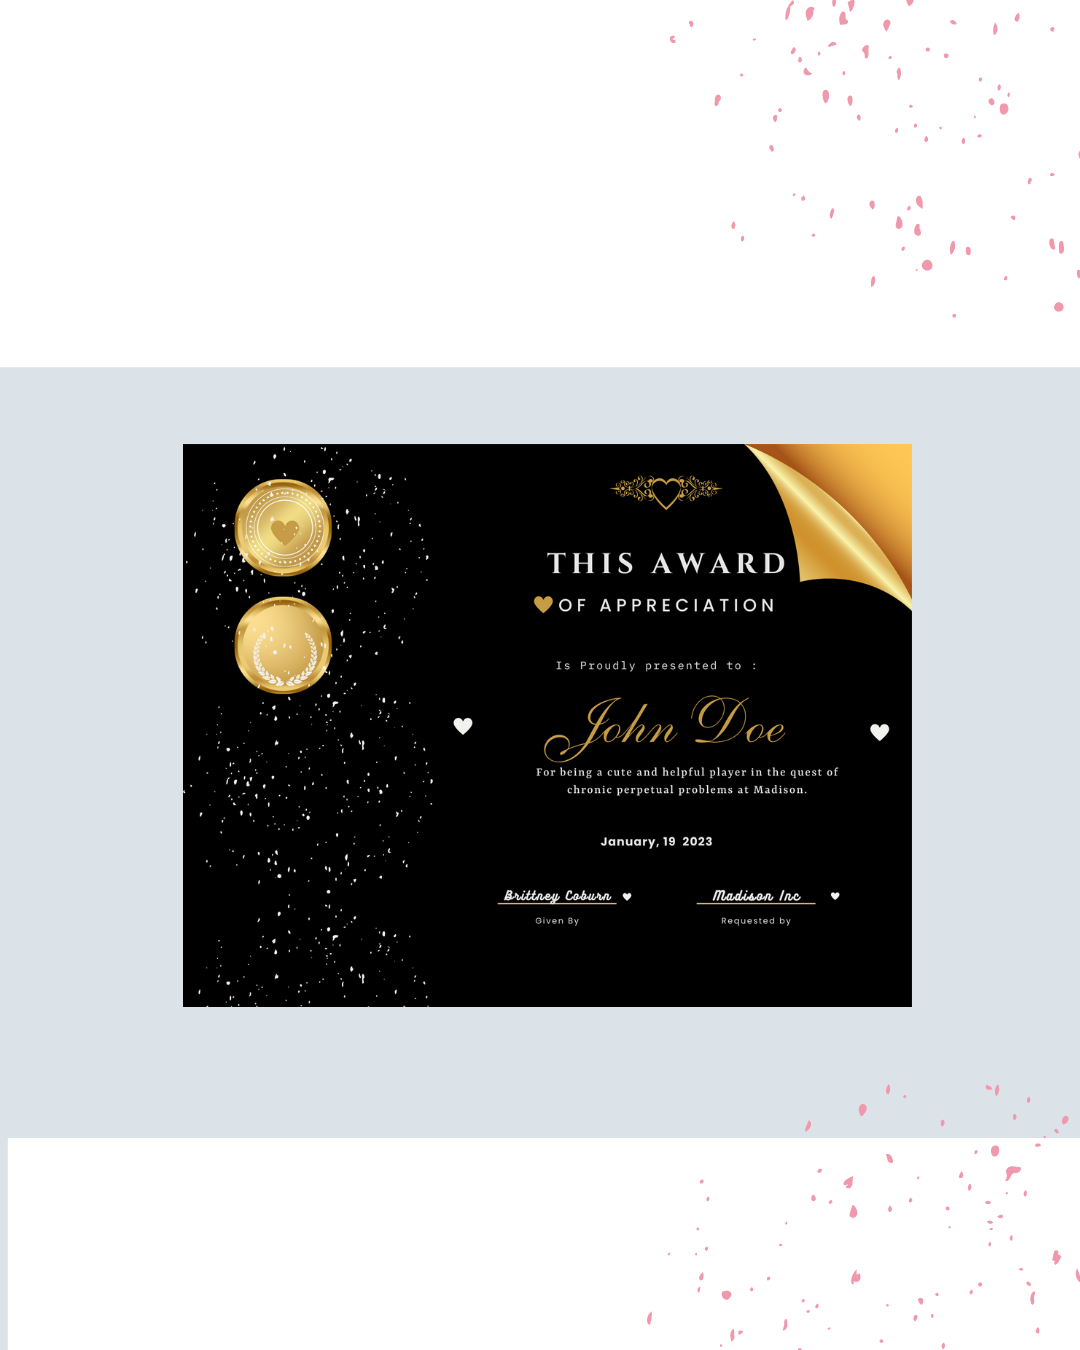 THIS AWARD
OF APPRECIATION
Is Proudly presented to :
John Doe
For being a cute and helpful player in the quest of
chronic perpetual problems at Madison.
January, 19 2023
Brittney Coburn
Madison Inc
Given By
Requested by